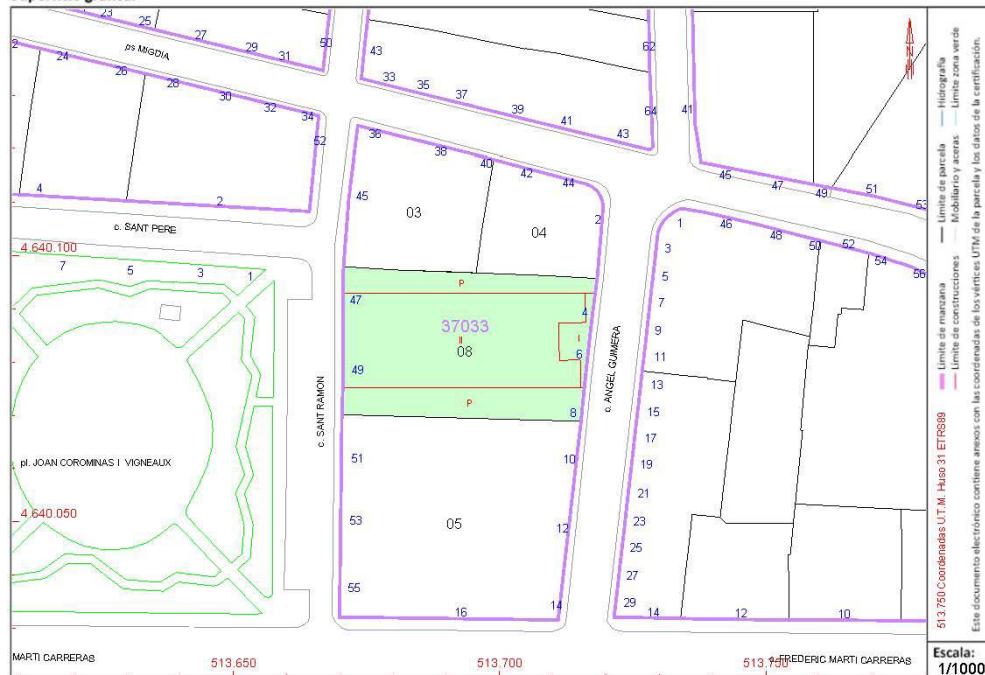 23 25 27 29 31 50
ps MIGDIA
2 24 26 28 30 32 34
52
4 2
c. SANT PERE
43 33 35 37 39 41 43
62
64
41
45 47 49 51 53
36 38 40 42 44
45
2
03
04
1 46 48 50 52 54 56
3
5
7
9
11
13
15
17
19
21
23
25
27
29
14 12 10
4.640.100
7 5 3 1
P
47
4
37033
II
08
I
6
49
P
8
c. SANT RAMON
c. ANGEL GUIMERA
pl. JOAN COROMINAS I VIGNEAUX
51
10
4.640.050
53
05
12
55
16
14
MARTI CARRERAS
513.650
513.700
513.750
FREDERIC MARTI CARRERAS
513.750 Coordenadas U.T.M. Huso 31 ETRS89
Límite de manzana
Límite de parcela
Hidrografía
Límite de construcciones
Mobiliario y aceras
Límite zona verde
Este documento electrónico contiene anexos con las coordenadas de los vértices UTM de la parcela y los datos de la certificación.
Escala:
1/1000